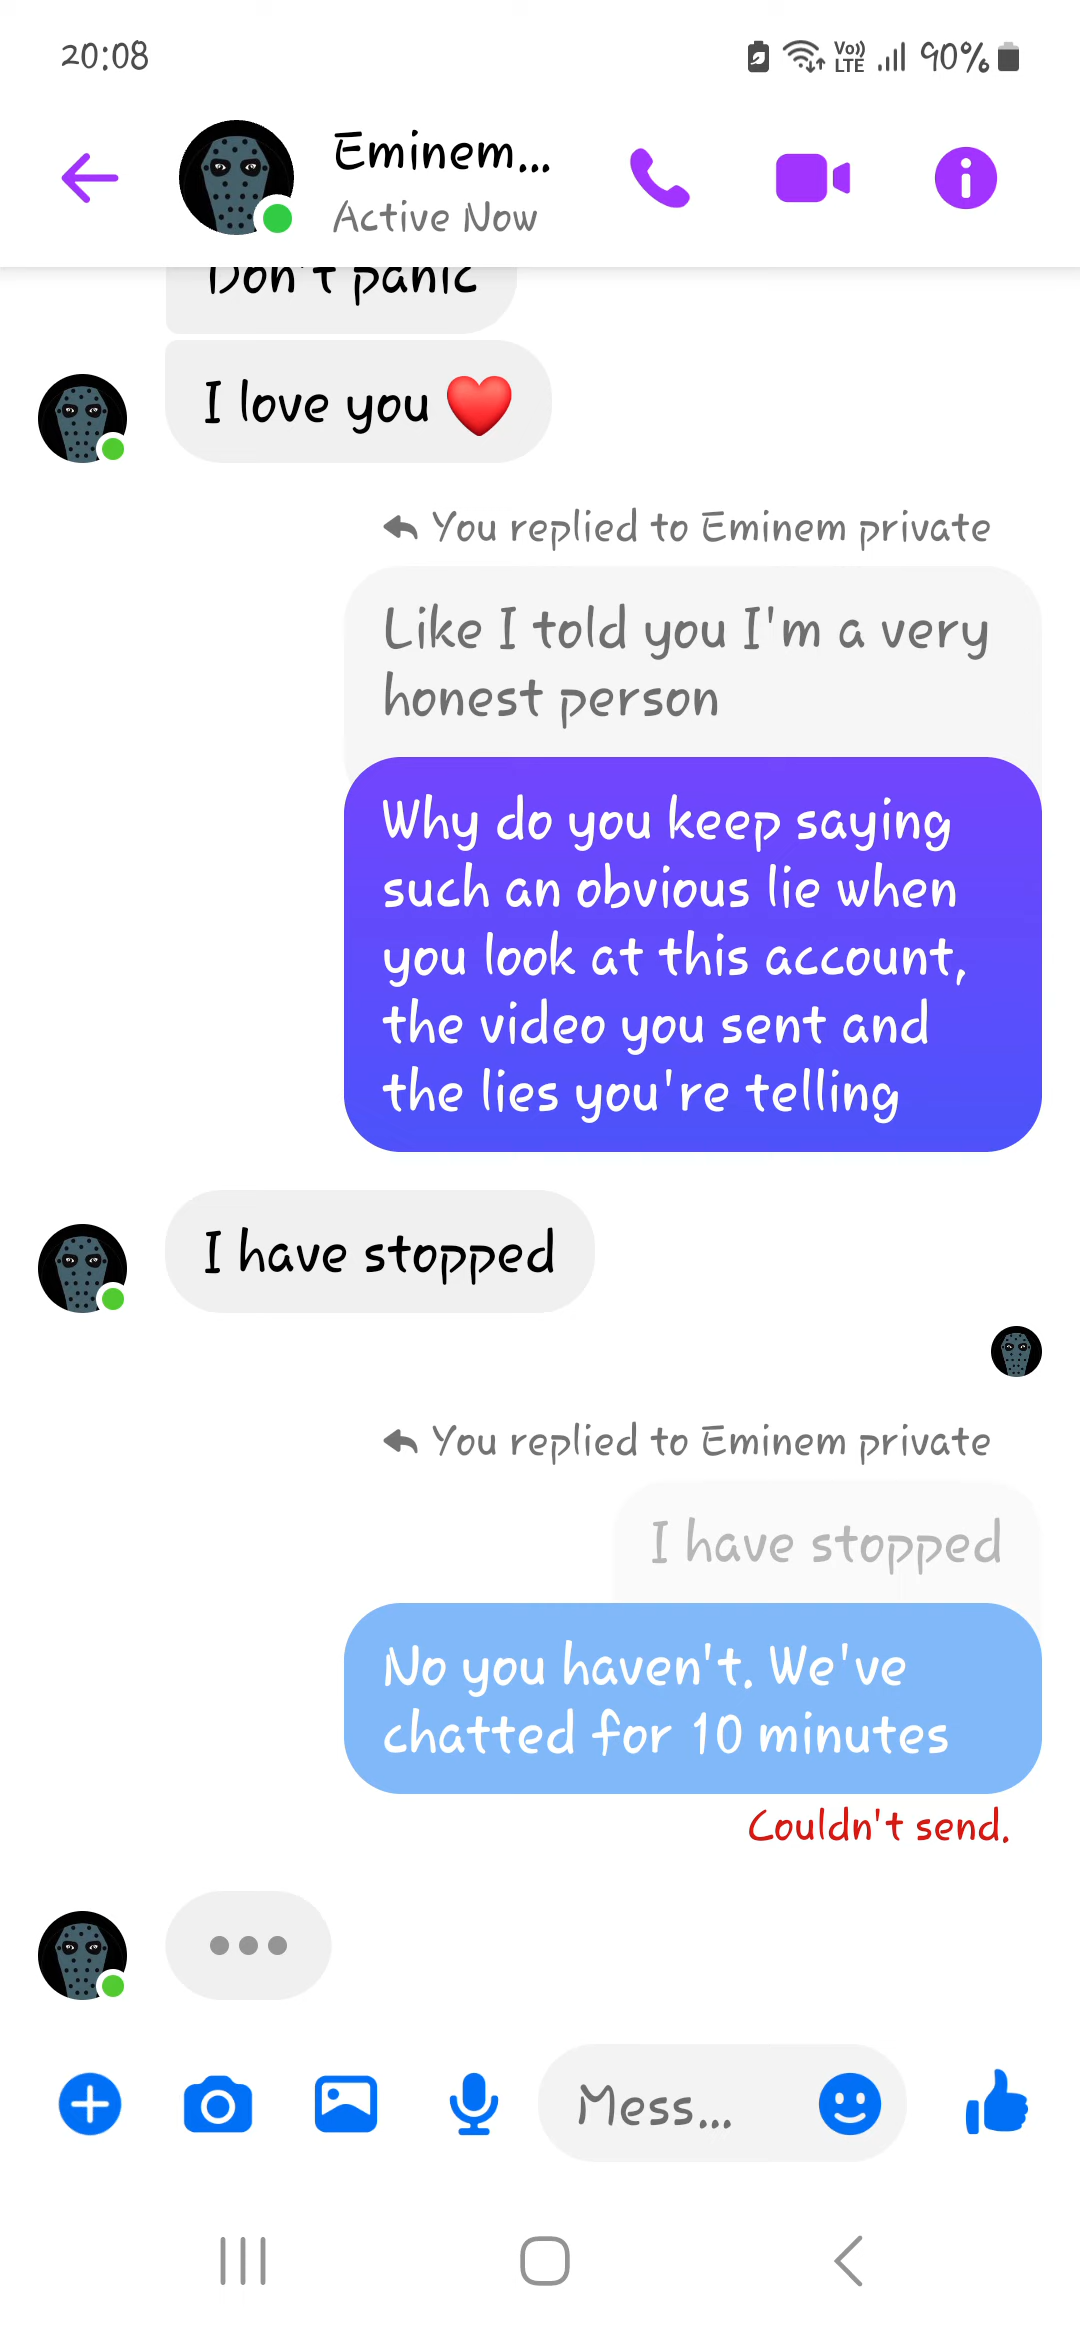 20:08
Vo))
LTE
90%
Eminem...
Active Now
Don't panic
I love you ❤️
You replied to Eminem private
Like I told you I'm a very
honest person
Why do you keep saying
such an obvious lie when
you look at this account,
the video you sent and
the lies you're telling
I have stopped
You replied to Eminem private
I have stopped
No you haven't. We've
chatted for 10 minutes
Couldn't send.
Mess...